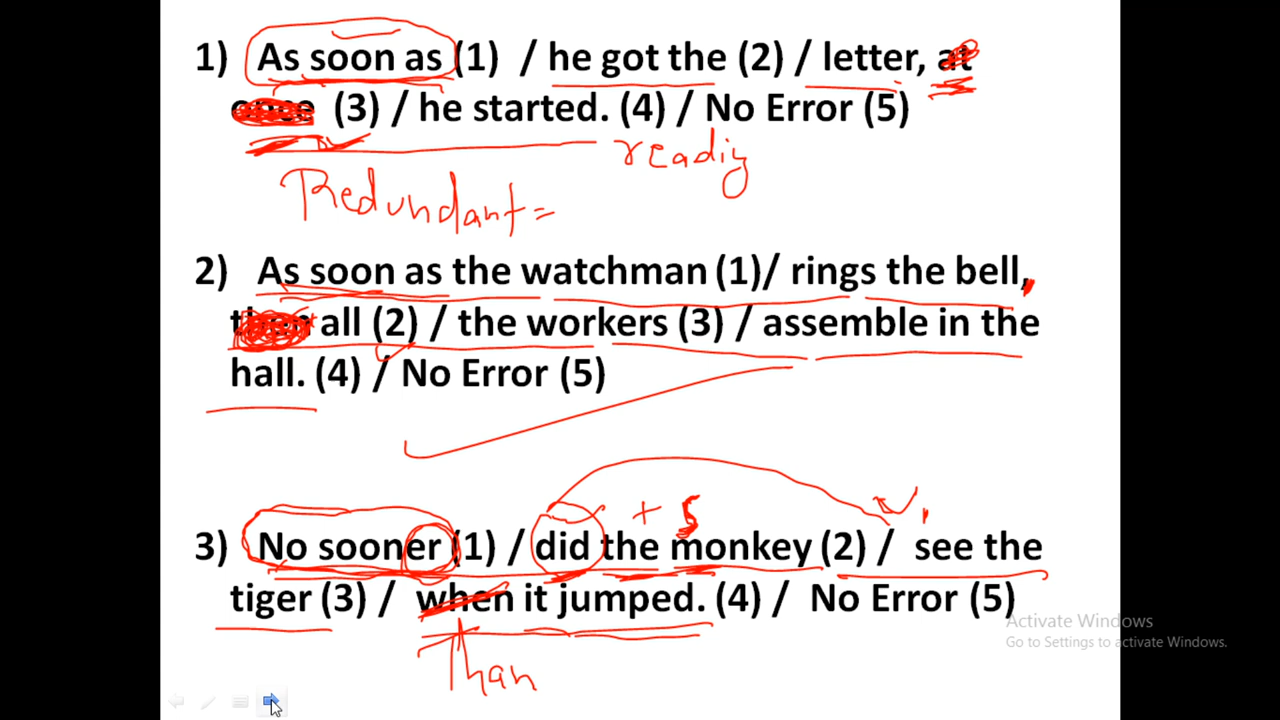 1) As soon as (1) / he got the (2) / letter, at
once (3) / he started. (4) / No Error (5)
Redundant =
2) As soon as the watchman (1)/ rings the bell,
then all (2) / the workers (3) / assemble in the
hall. (4) / No Error (5)
+ S V,
3) No sooner (1) / did the monkey (2) / see the
tiger (3) / when it jumped. (4) / No Error (5)
Than
Activate Windows
Go to Settings to activate Windows.